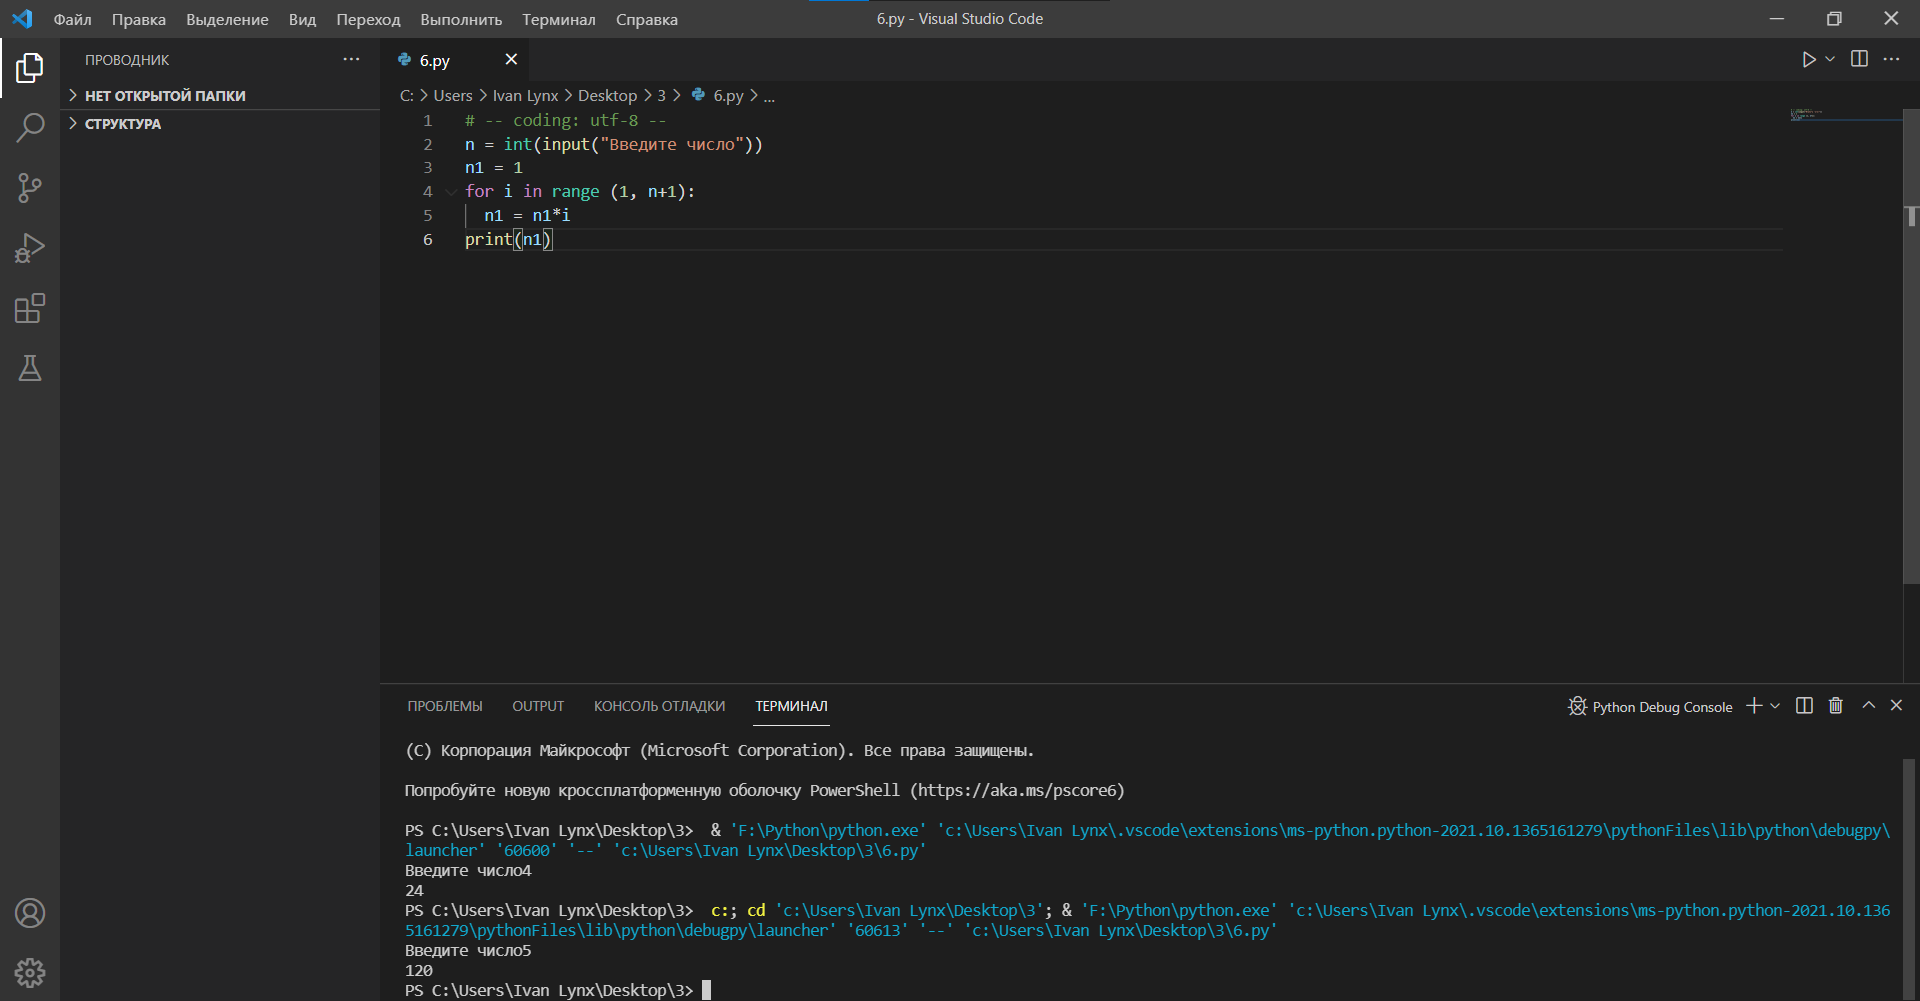 Файл Правка Выделение Вид Переход Выполнить Терминал Справка
6.py - Visual Studio Code
ПРОВОДНИК
6.py
НЕТ ОТКРЫТОЙ ПАПКИ
СТРУКТУРА
C: > Users > Ivan Lynx > Desktop > 3 > 6.py > ...
1 # -- coding: utf-8 --
2 n = int(input("Введите число"))
3 n1 = 1
4 for i in range (1, n+1):
5 n1 = n1*i
6 print(n1)
ПРОБЛЕМЫ OUTPUT КОНСОЛЬ ОТЛАДКИ ТЕРМИНАЛ
Python Debug Console
(C) Корпорация Майкрософт (Microsoft Corporation). Все права защищены.
Попробуйте новую кроссплатформенную оболочку PowerShell (https://aka.ms/pscore6)
PS C:\Users\Ivan Lynx\Desktop\3>  & 'F:\Python\python.exe' 'c:\Users\Ivan Lynx\.vscode\extensions\ms-python.python-2021.10.1365161279\pythonFiles\lib\python\debugpy\
launcher' '60600' '--' 'c:\Users\Ivan Lynx\Desktop\3\6.py'
Введите число4
24
PS C:\Users\Ivan Lynx\Desktop\3>  c:; cd 'c:\Users\Ivan Lynx\Desktop\3'; & 'F:\Python\python.exe' 'c:\Users\Ivan Lynx\.vscode\extensions\ms-python.python-2021.10.136
5161279\pythonFiles\lib\python\debugpy\launcher' '60613' '--' 'c:\Users\Ivan Lynx\Desktop\3\6.py'
Введите число5
120
PS C:\Users\Ivan Lynx\Desktop\3>